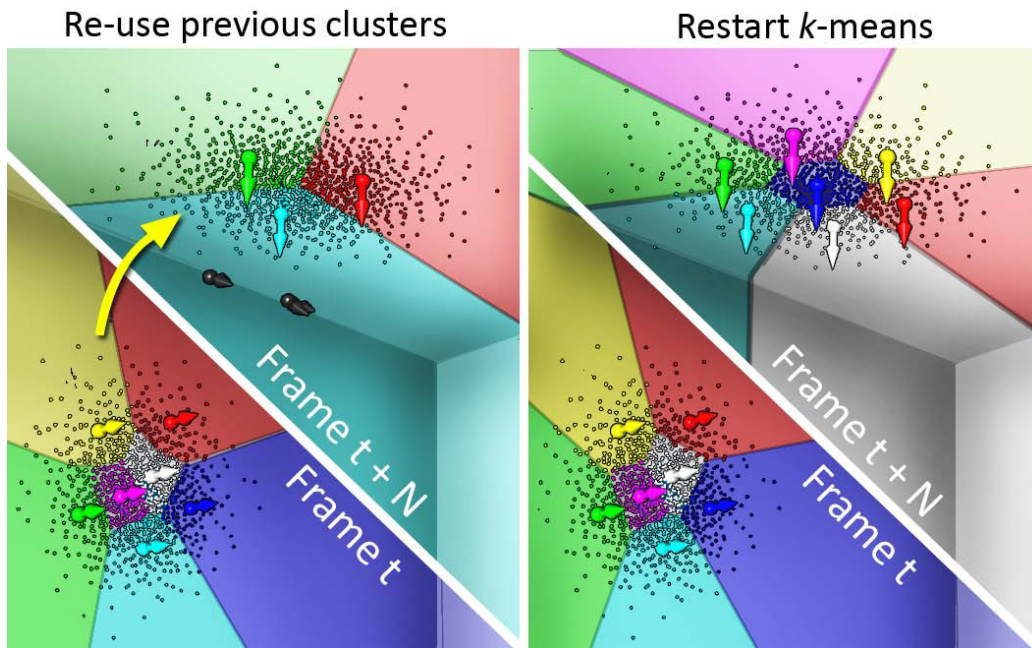 Re-use previous clusters
Restart k-means
Frame t + N
Frame t
Frame t + N
Frame t